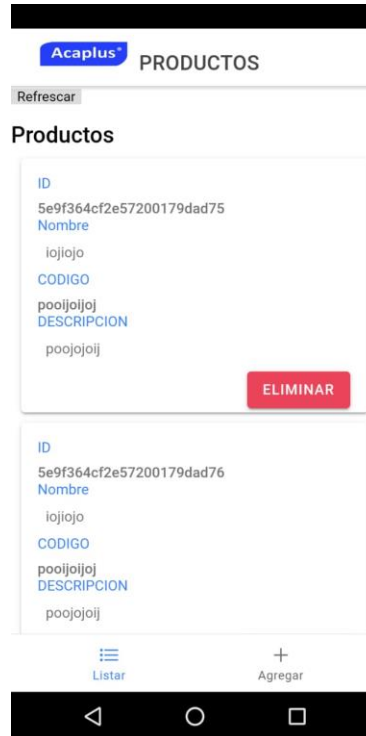 Acaplus®
PRODUCTOS
Refrescar
Productos
ID
5e9f364cf2e57200179dad75
Nombre
iojiojo
CODIGO
pooijoijoj
DESCRIPCION
poojojoij
ELIMINAR
ID
5e9f364cf2e57200179dad76
Nombre
iojiojo
CODIGO
pooijoijoj
DESCRIPCION
poojojoij
Listar
Agregar